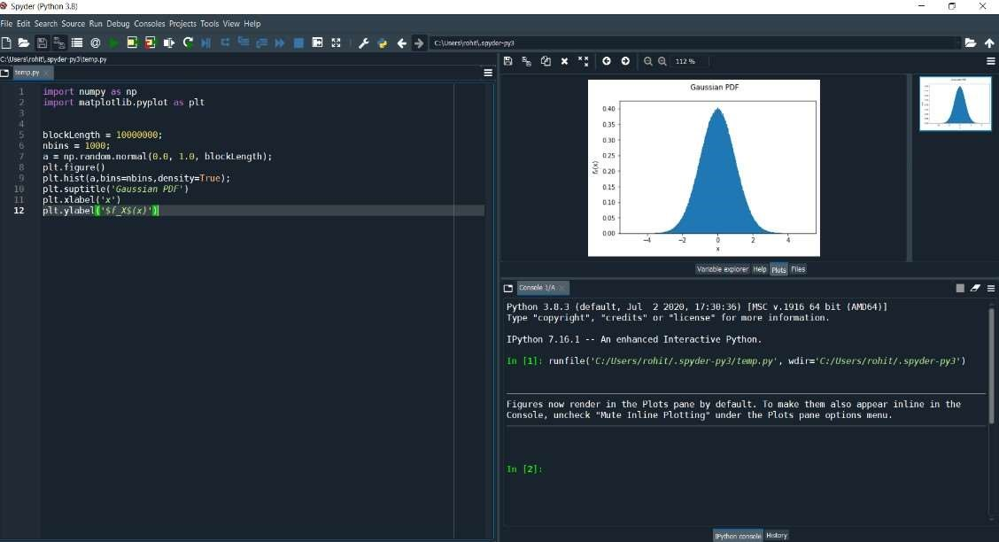 Spyder (Python 3.8)
File Edit Search Source Run Debug Consoles Projects Tools View Help
C:\Users\rohit\.spyder-py3
C:\Users\rohit\.spyder-py3\temp.py
temp.py
1 import numpy as np
2 import matplotlib.pyplot as plt
3
4
5 blockLength = 10000000;
6 nbins = 1000;
7 a = np.random.normal(0.0, 1.0, blockLength);
8 plt.figure()
9 plt.hist(a,bins=nbins,density=True);
10 plt.suptitle('Gaussian PDF')
11 plt.xlabel('x')
12 plt.ylabel('$f_X$(x)')
112 %
Gaussian PDF
0.40
0.35
0.30
0.25
0.20
0.15
0.10
0.05
0.00
fₓ(x)
−4 −2 0 2 4
x
Variable explorer Help Plots Files
Console 1/A
Python 3.8.3 (default, Jul 2 2020, 17:30:36) [MSC v.1916 64 bit (AMD64)]
Type "copyright", "credits" or "license" for more information.
IPython 7.16.1 -- An enhanced Interactive Python.
In [1]: runfile('C:/Users/rohit/.spyder-py3/temp.py', wdir='C:/Users/rohit/.spyder-py3')
Figures now render in the Plots pane by default. To make them also appear inline in the
Console, uncheck "Mute Inline Plotting" under the Plots pane options menu.
In [2]:
IPython console History